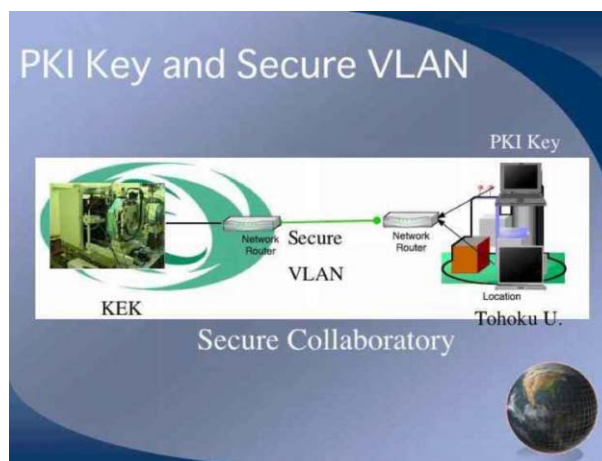 PKI Key and Secure VLAN
PKI Key
Network
Router
Secure
VLAN
Network
Router
KEK
Location
Tohoku U.
Secure Collaboratory